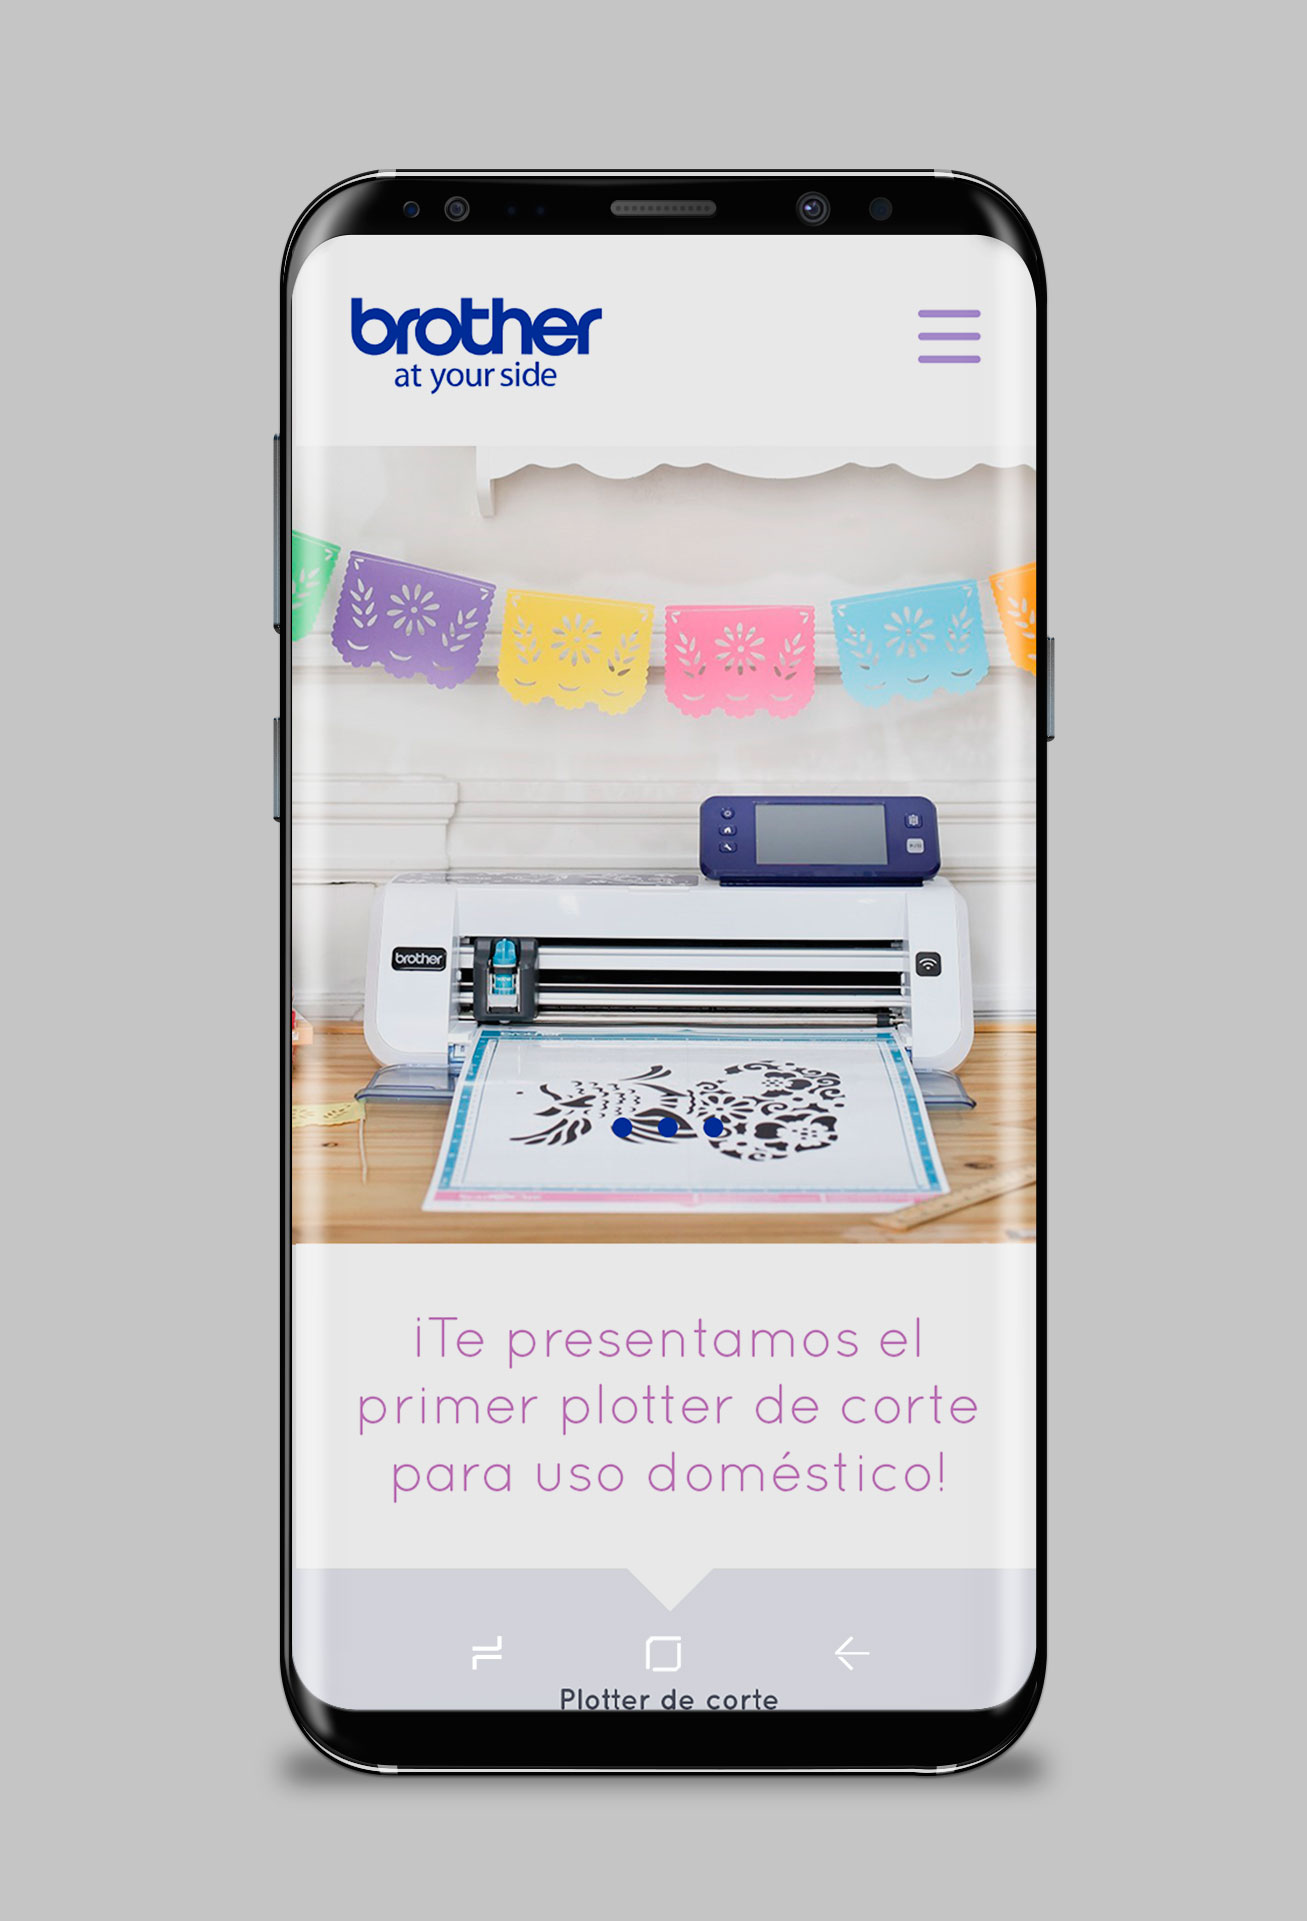 brother
at your side
brother
¡Te presentamos el
primer plotter de corte
para uso doméstico!
Plotter de corte